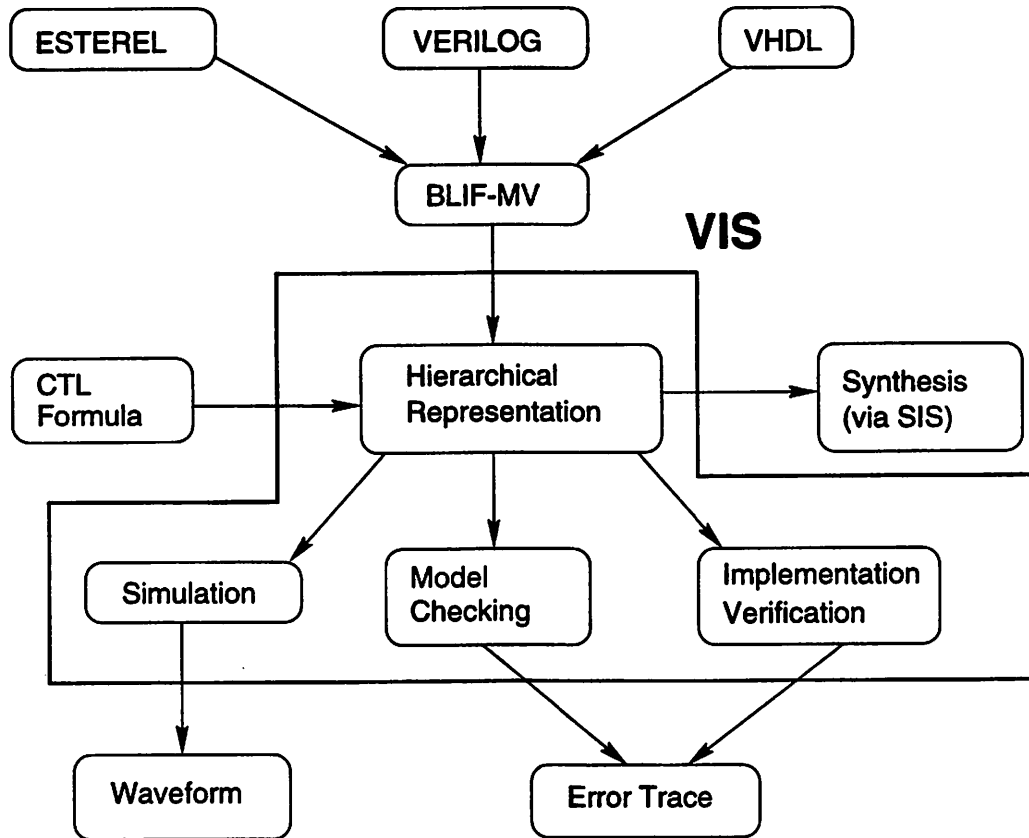 ESTEREL
VERILOG
VHDL
BLIF-MV
VIS
CTL
Formula
Hierarchical
Representation
Synthesis
(via SIS)
Simulation
Model
Checking
Implementation
Verification
Waveform
Error Trace